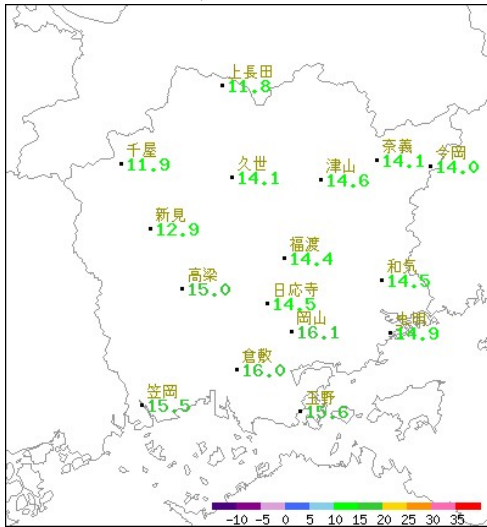 上長田
11.8
千屋
11.9
久世
14.1
津山
14.6
奈義
14.1
今岡
14.0
新見
12.9
福渡
14.4
和気
14.5
高梁
15.0
日応寺
14.5
岡山
16.1
虫明
14.9
倉敷
16.0
笠岡
15.5
玉野
15.6
-10 -5 0 5 10 15 20 25 30 35